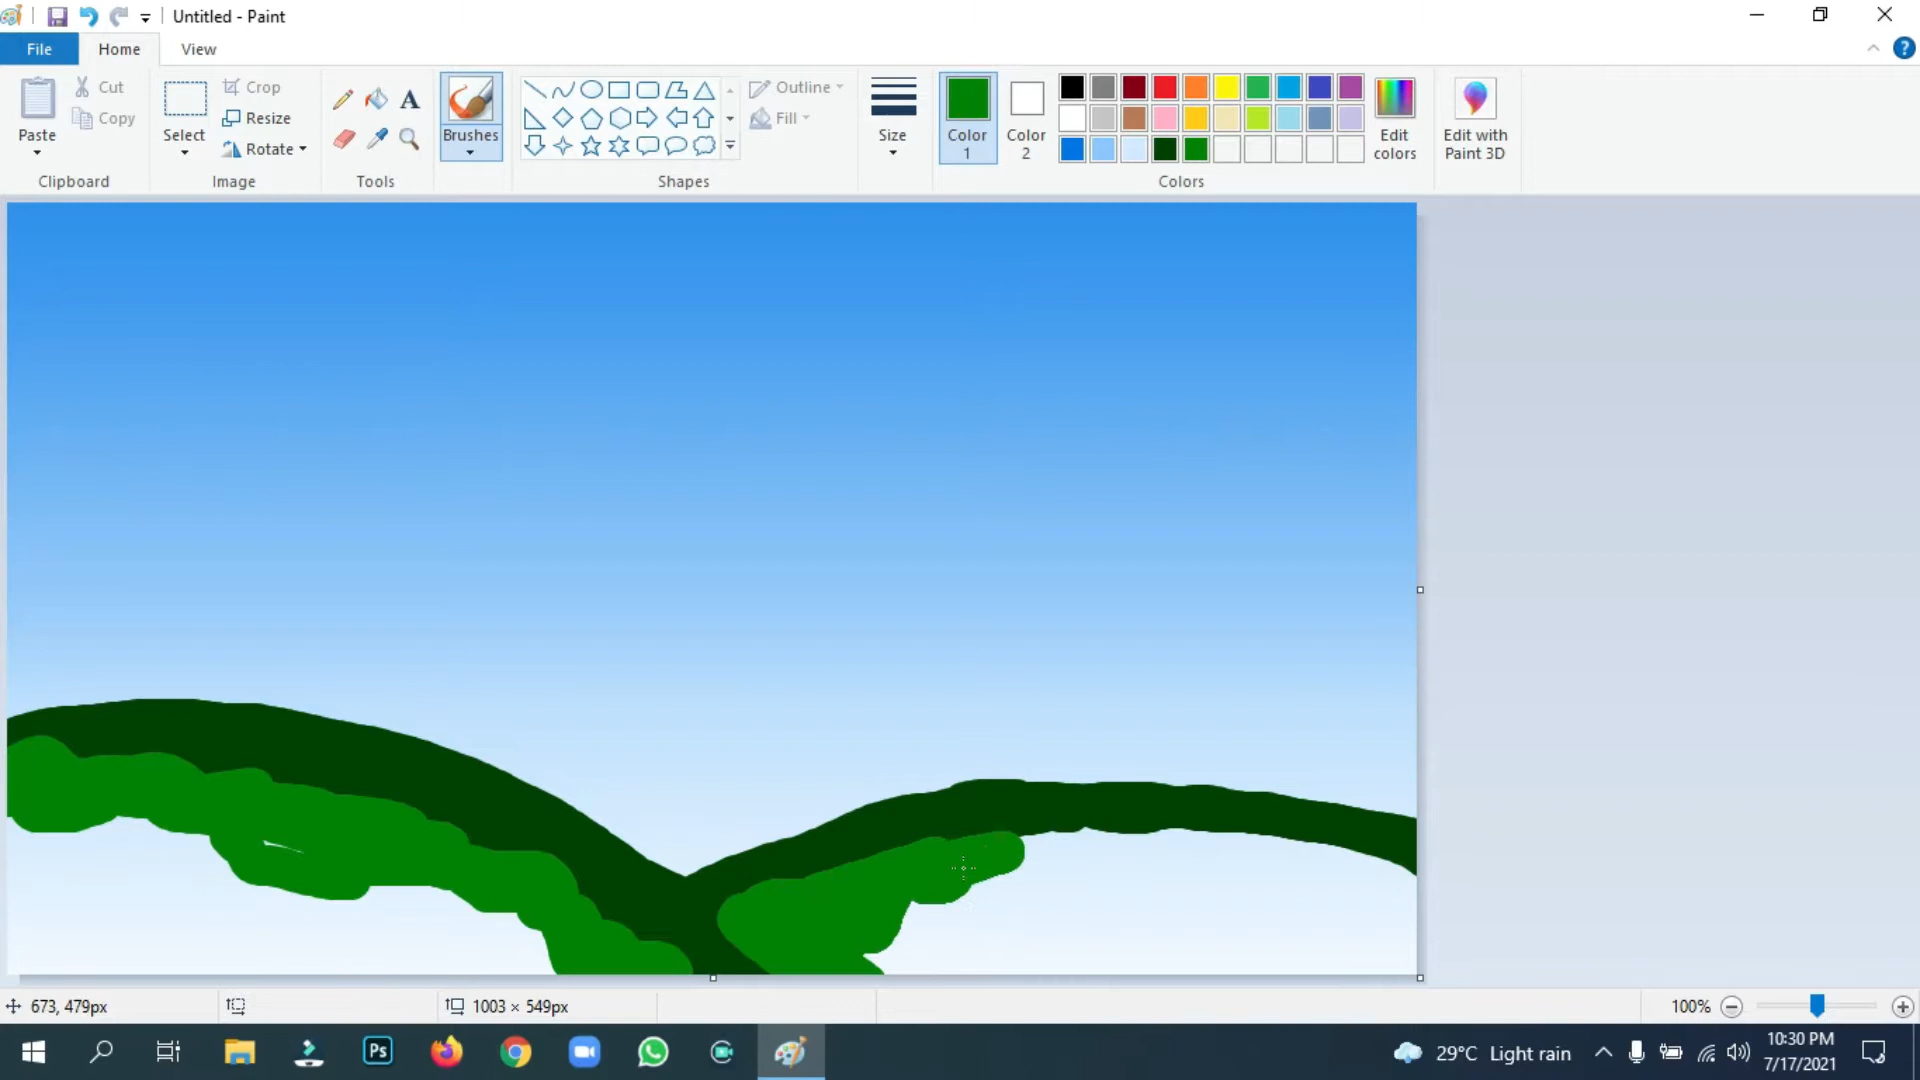 Untitled - Paint
File Home View
Paste
Cut
Copy
Clipboard
Select
Crop
Resize
Rotate
Image
A
Tools
Brushes
Outline
Fill
Shapes
Size
Color 1
Color 2
Edit colors
Colors
Edit with Paint 3D
?
673, 479px
1003 × 549px
100%
Ps
29°C Light rain
10:30 PM
7/17/2021